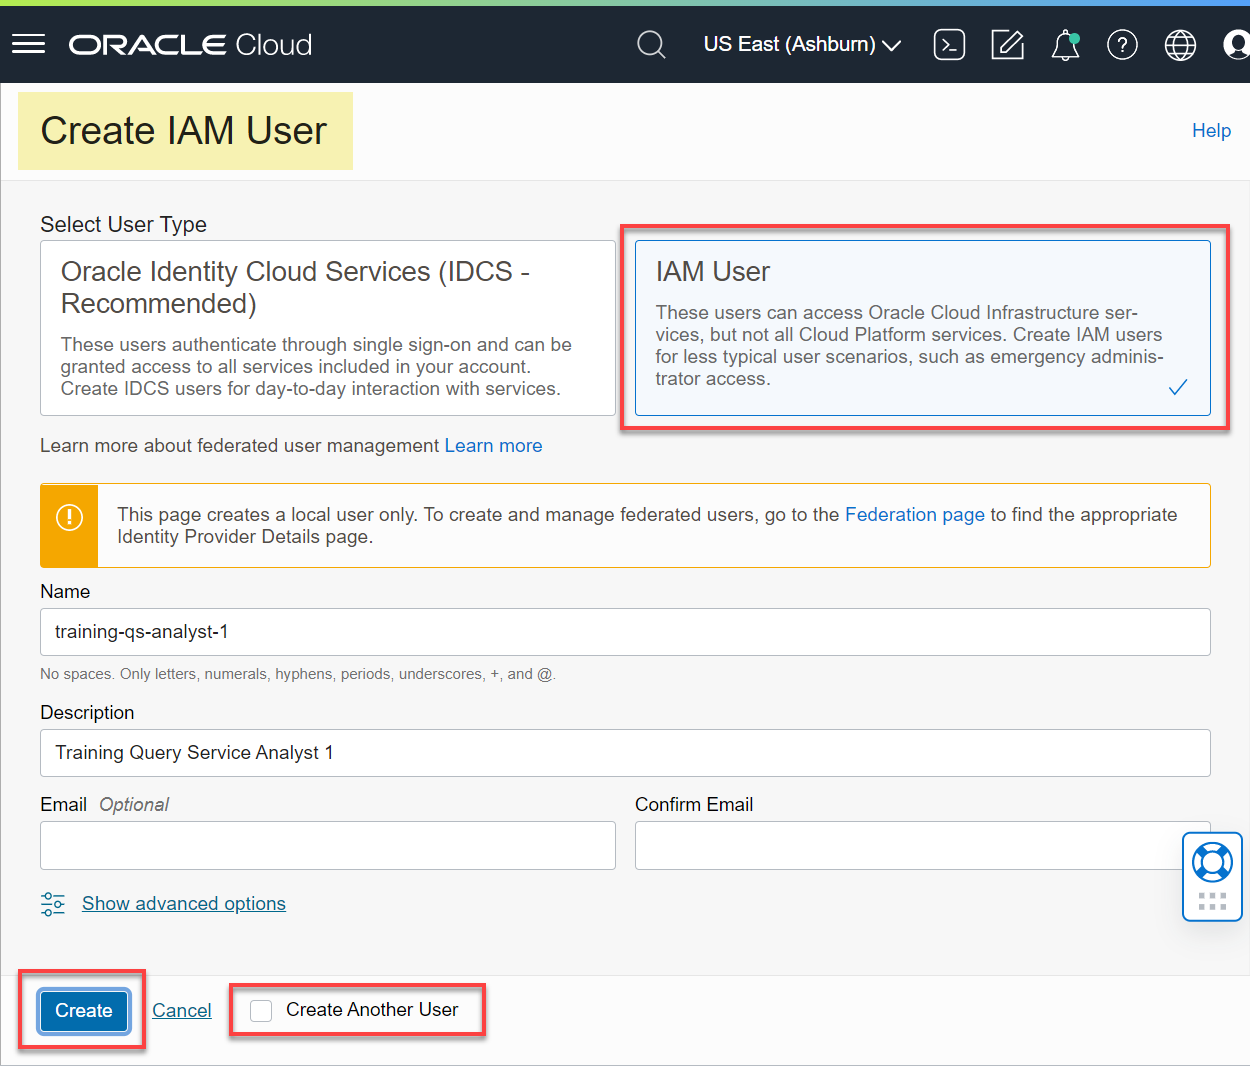 ORACLE Cloud
US East (Ashburn)
Create IAM User
Help
Select User Type
Oracle Identity Cloud Services (IDCS -
Recommended)
These users authenticate through single sign-on and can be
granted access to all services included in your account.
Create IDCS users for day-to-day interaction with services.
IAM User
These users can access Oracle Cloud Infrastructure ser-
vices, but not all Cloud Platform services. Create IAM users
for less typical user scenarios, such as emergency adminis-
trator access.
Learn more about federated user management Learn more
This page creates a local user only. To create and manage federated users, go to the Federation page to find the appropriate
Identity Provider Details page.
Name
training-qs-analyst-1
No spaces. Only letters, numerals, hyphens, periods, underscores, +, and @.
Description
Training Query Service Analyst 1
Email Optional
Confirm Email
Show advanced options
Create
Cancel
Create Another User